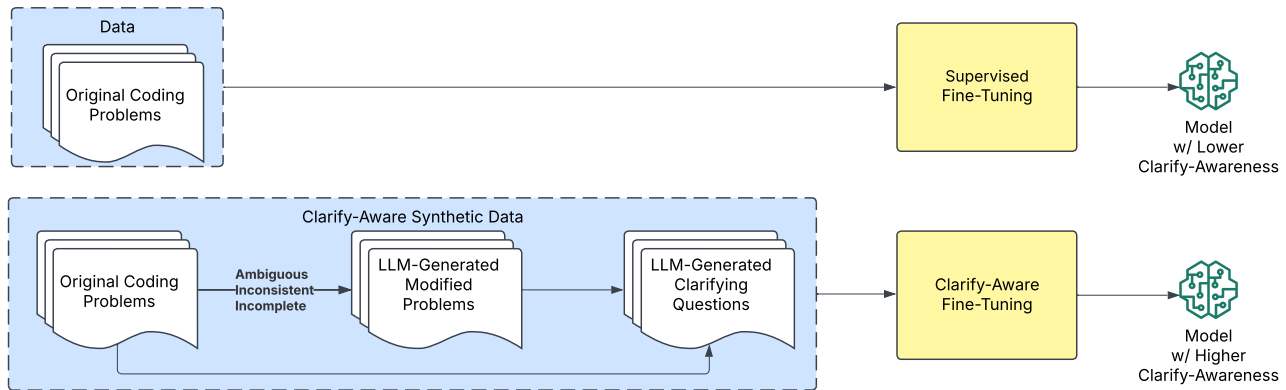 Data
Original Coding
Problems
Supervised
Fine-Tuning
Model
w/ Lower
Clarify-Awareness
Clarify-Aware Synthetic Data
Original Coding
Problems
Ambiguous
Inconsistent
Incomplete
LLM-Generated
Modified
Problems
LLM-Generated
Clarifying
Questions
Clarify-Aware
Fine-Tuning
Model
w/ Higher
Clarify-Awareness